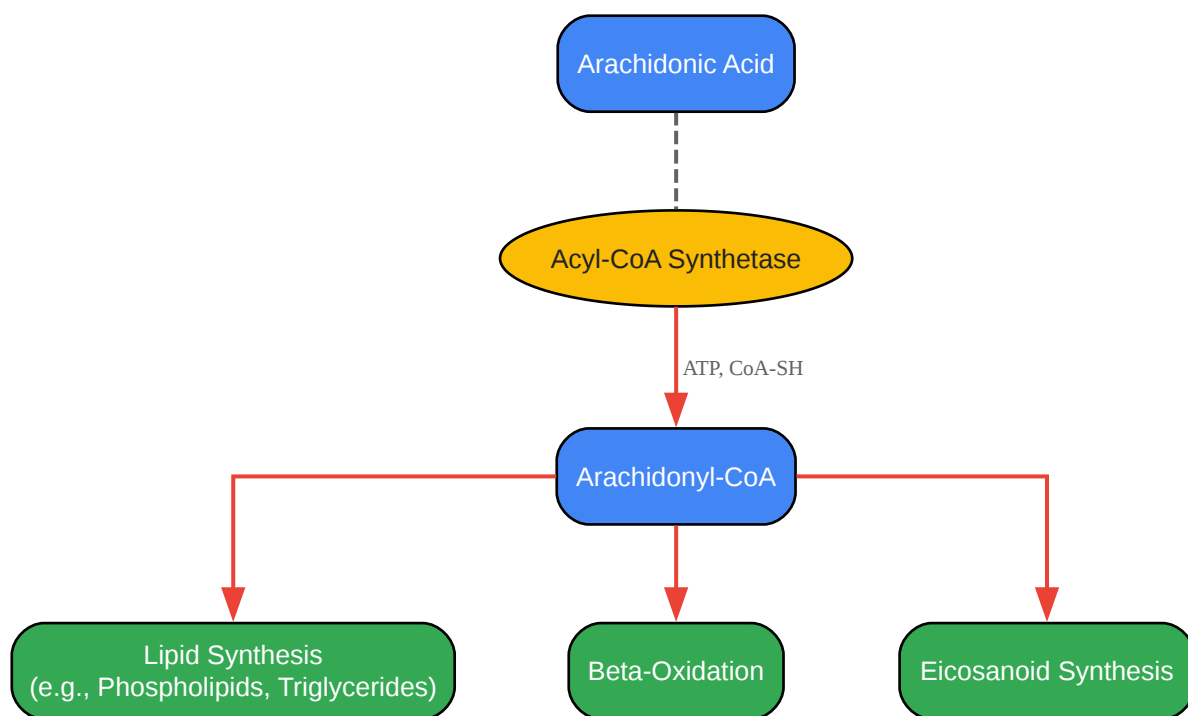 Arachidonic Acid
Acyl-CoA Synthetase
ATP, CoA-SH
Arachidonyl-CoA
Lipid Synthesis
(e.g., Phospholipids, Triglycerides)
Beta-Oxidation
Eicosanoid Synthesis